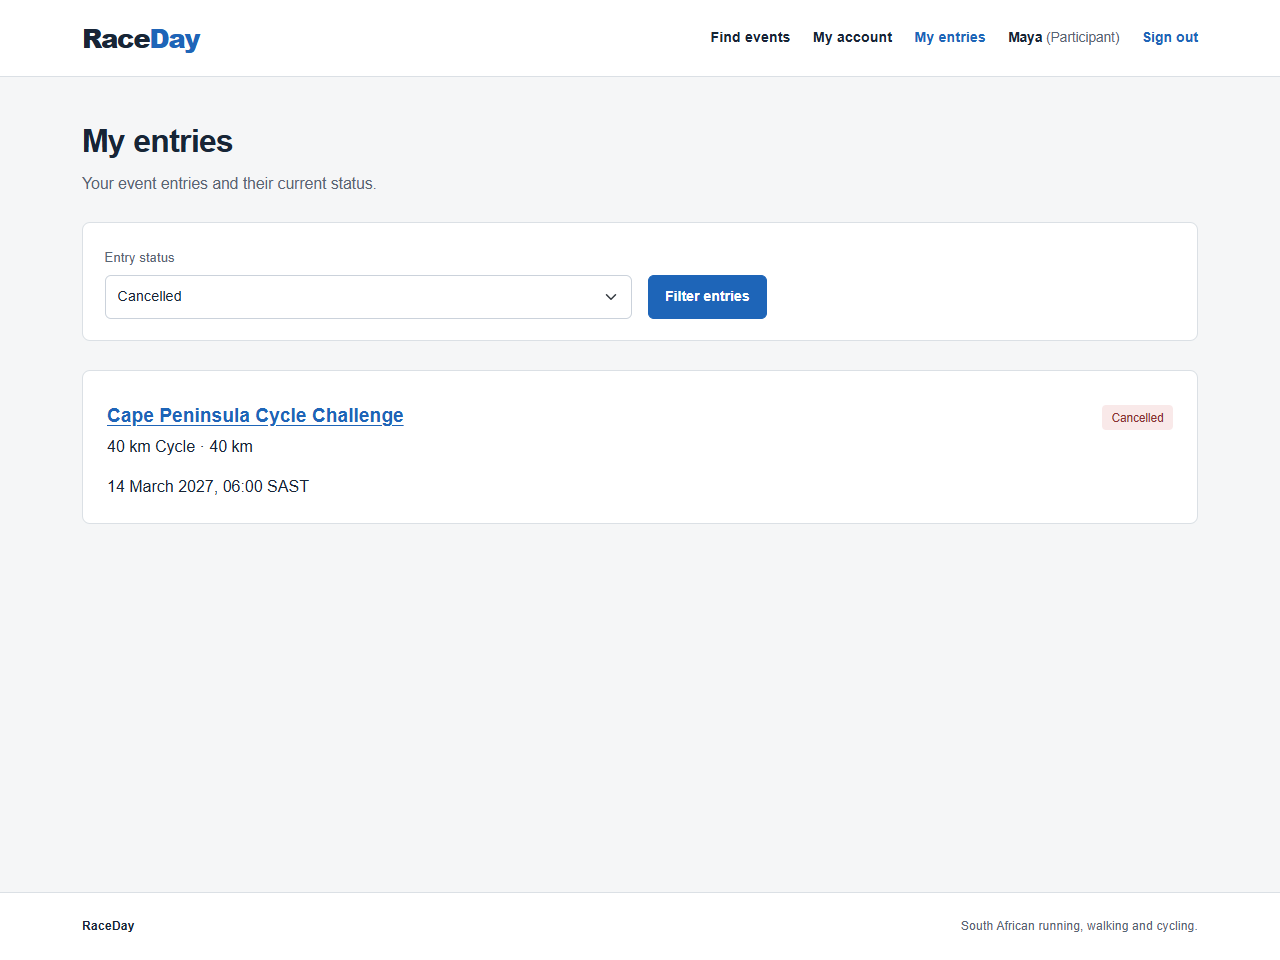 RaceDay
Find events
My account
My entries
Maya (Participant)
Sign out
My entries
Your event entries and their current status.
Entry status
Cancelled
Filter entries
Cape Peninsula Cycle Challenge
Cancelled
40 km Cycle · 40 km
14 March 2027, 06:00 SAST
RaceDay
South African running, walking and cycling.